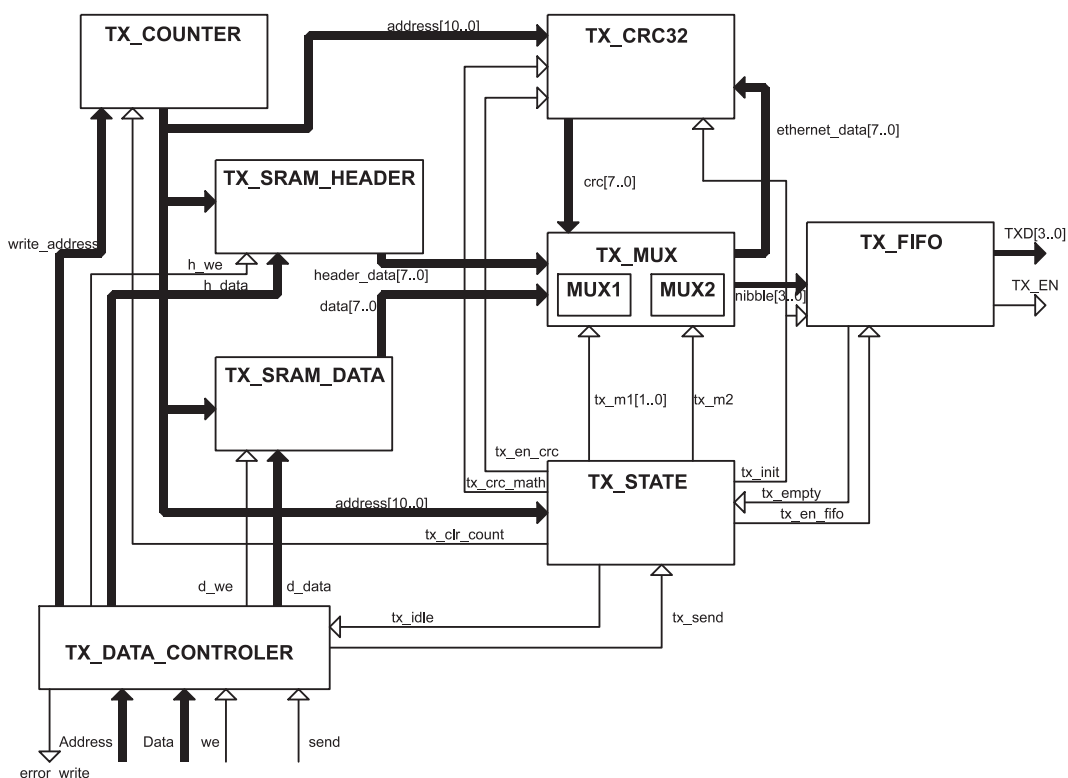 TX_COUNTER
address[10..0]
TX_CRC32
ethernet_data[7..0]
TX_SRAM_HEADER
crc[7..0]
write_address
h_we
h_data
header_data[7..0]
data[7..0]
TX_MUX
MUX1
MUX2
nibble[3..0]
TX_FIFO
TXD[3..0]
TX_EN
TX_SRAM_DATA
tx_m1[1..0]
tx_m2
tx_en_crc
tx_crc_math
TX_STATE
tx_init
tx_empty
tx_en_fifo
address[10..0]
tx_clr_count
d_we
d_data
tx_idle
tx_send
TX_DATA_CONTROLER
Address
Data
we
send
error_write